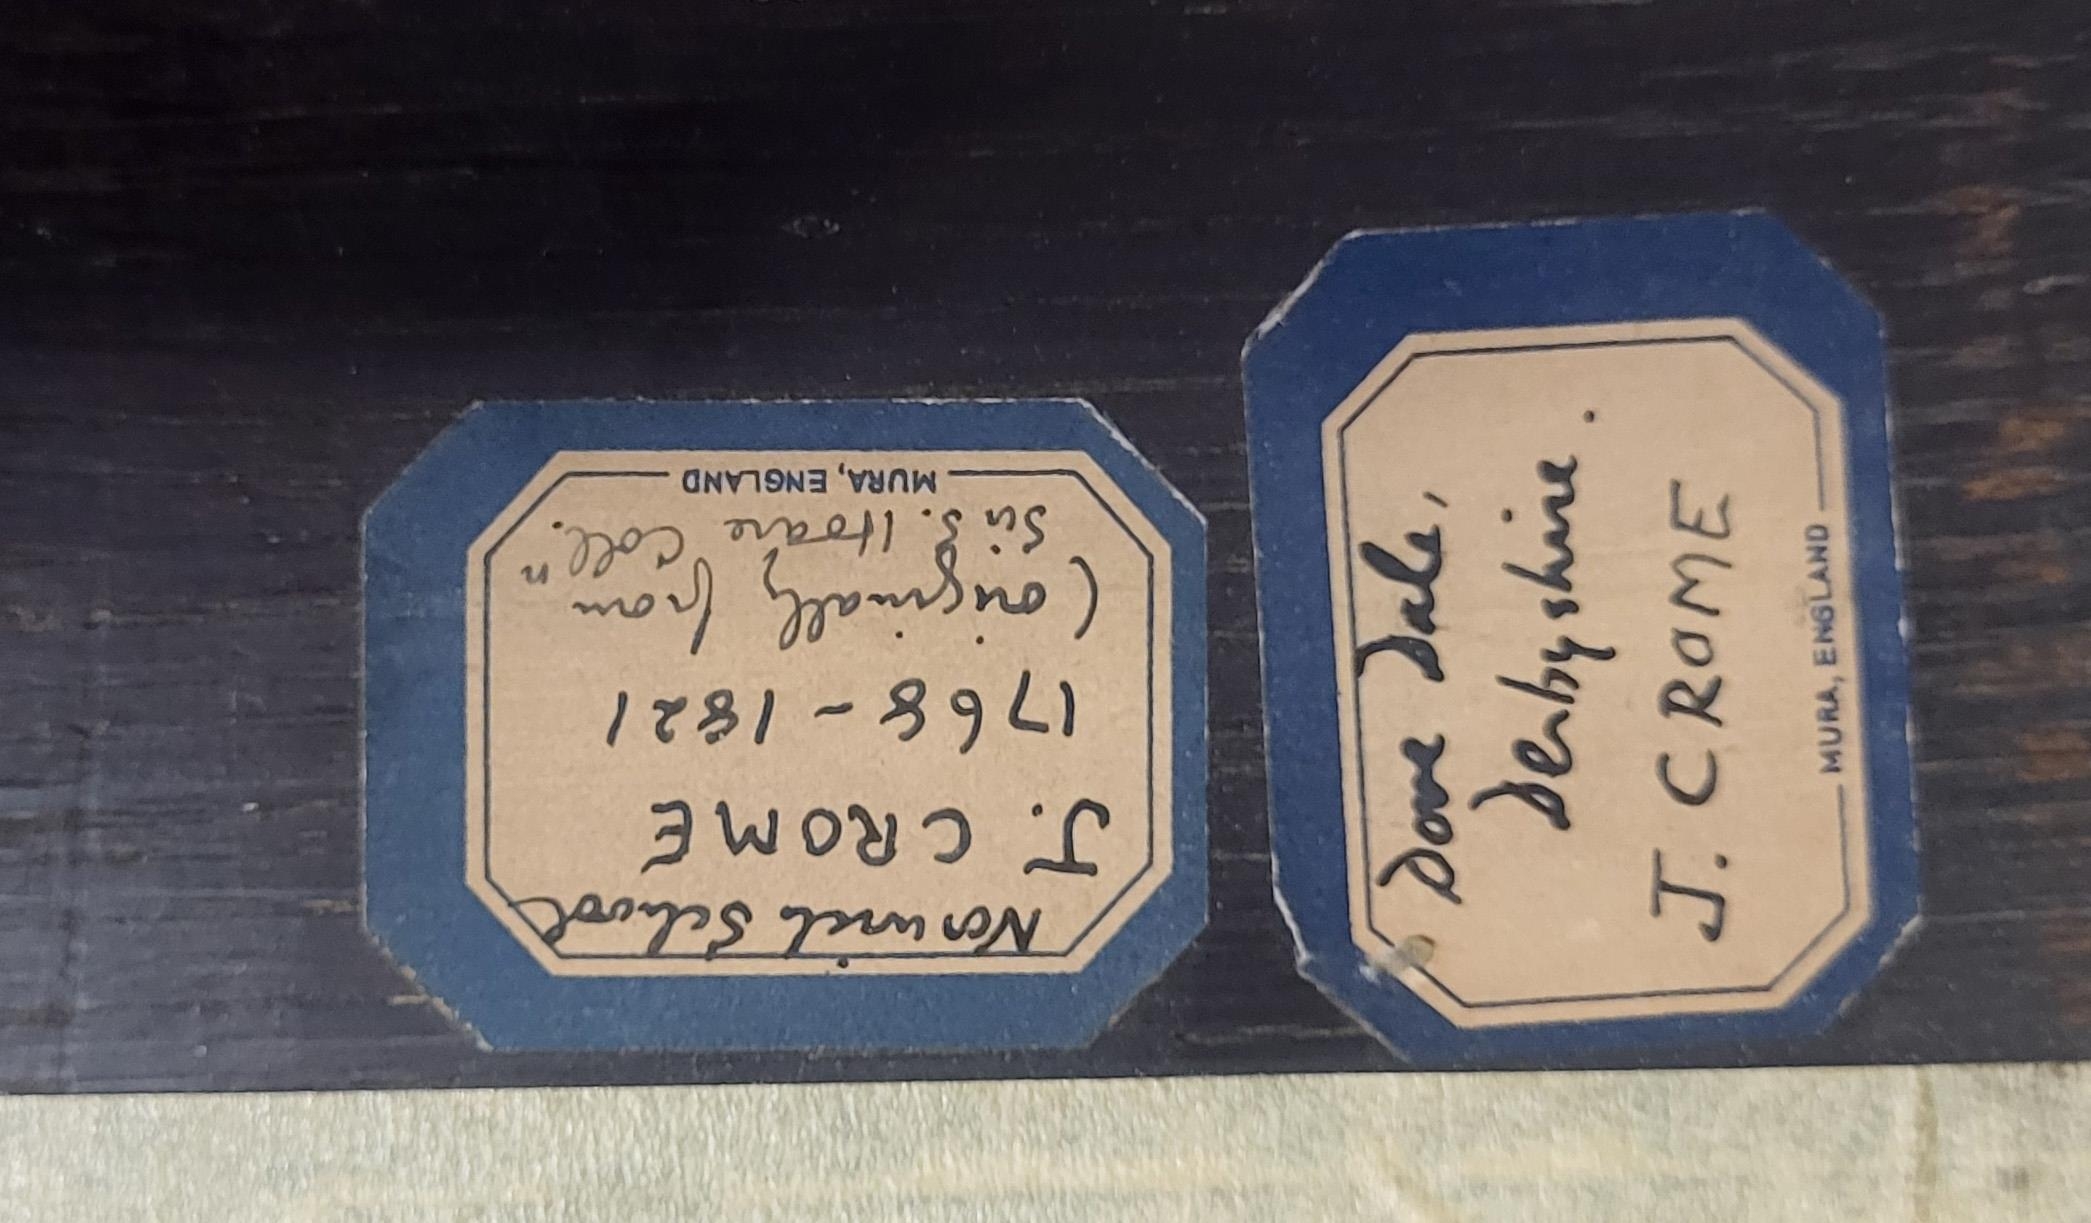 Norwich School
J. CROME
1768 - 1821
(originally from
Sir S. Hoare Coll."
MURA, ENGLAND
Dove Dale,
Derbyshire.
J. CROME
MURA, ENGLAND